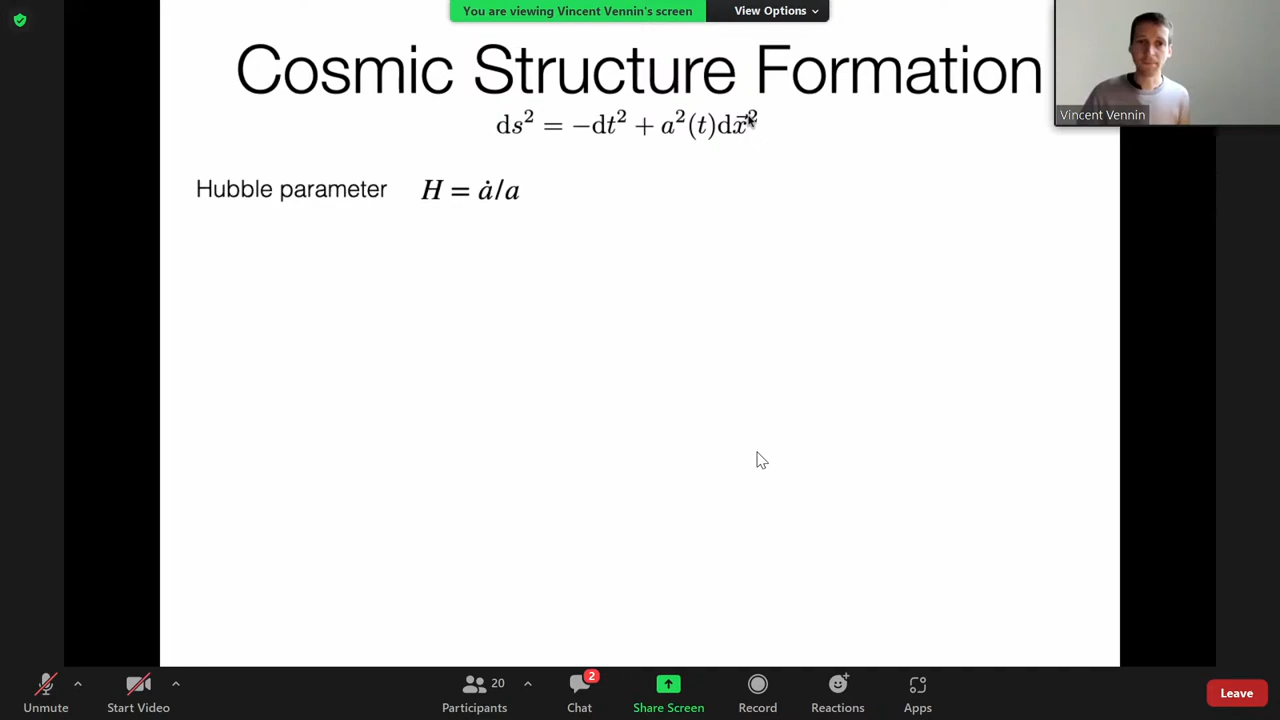 You are viewing Vincent Vennin's screen
View Options
Cosmic Structure Formation
ds² = −dt² + a²(t)dx⃗²
Vincent Vennin
Hubble parameter H = ȧ/a
Unmute
Start Video
20
Participants
2
Chat
Share Screen
Record
Reactions
Apps
Leave